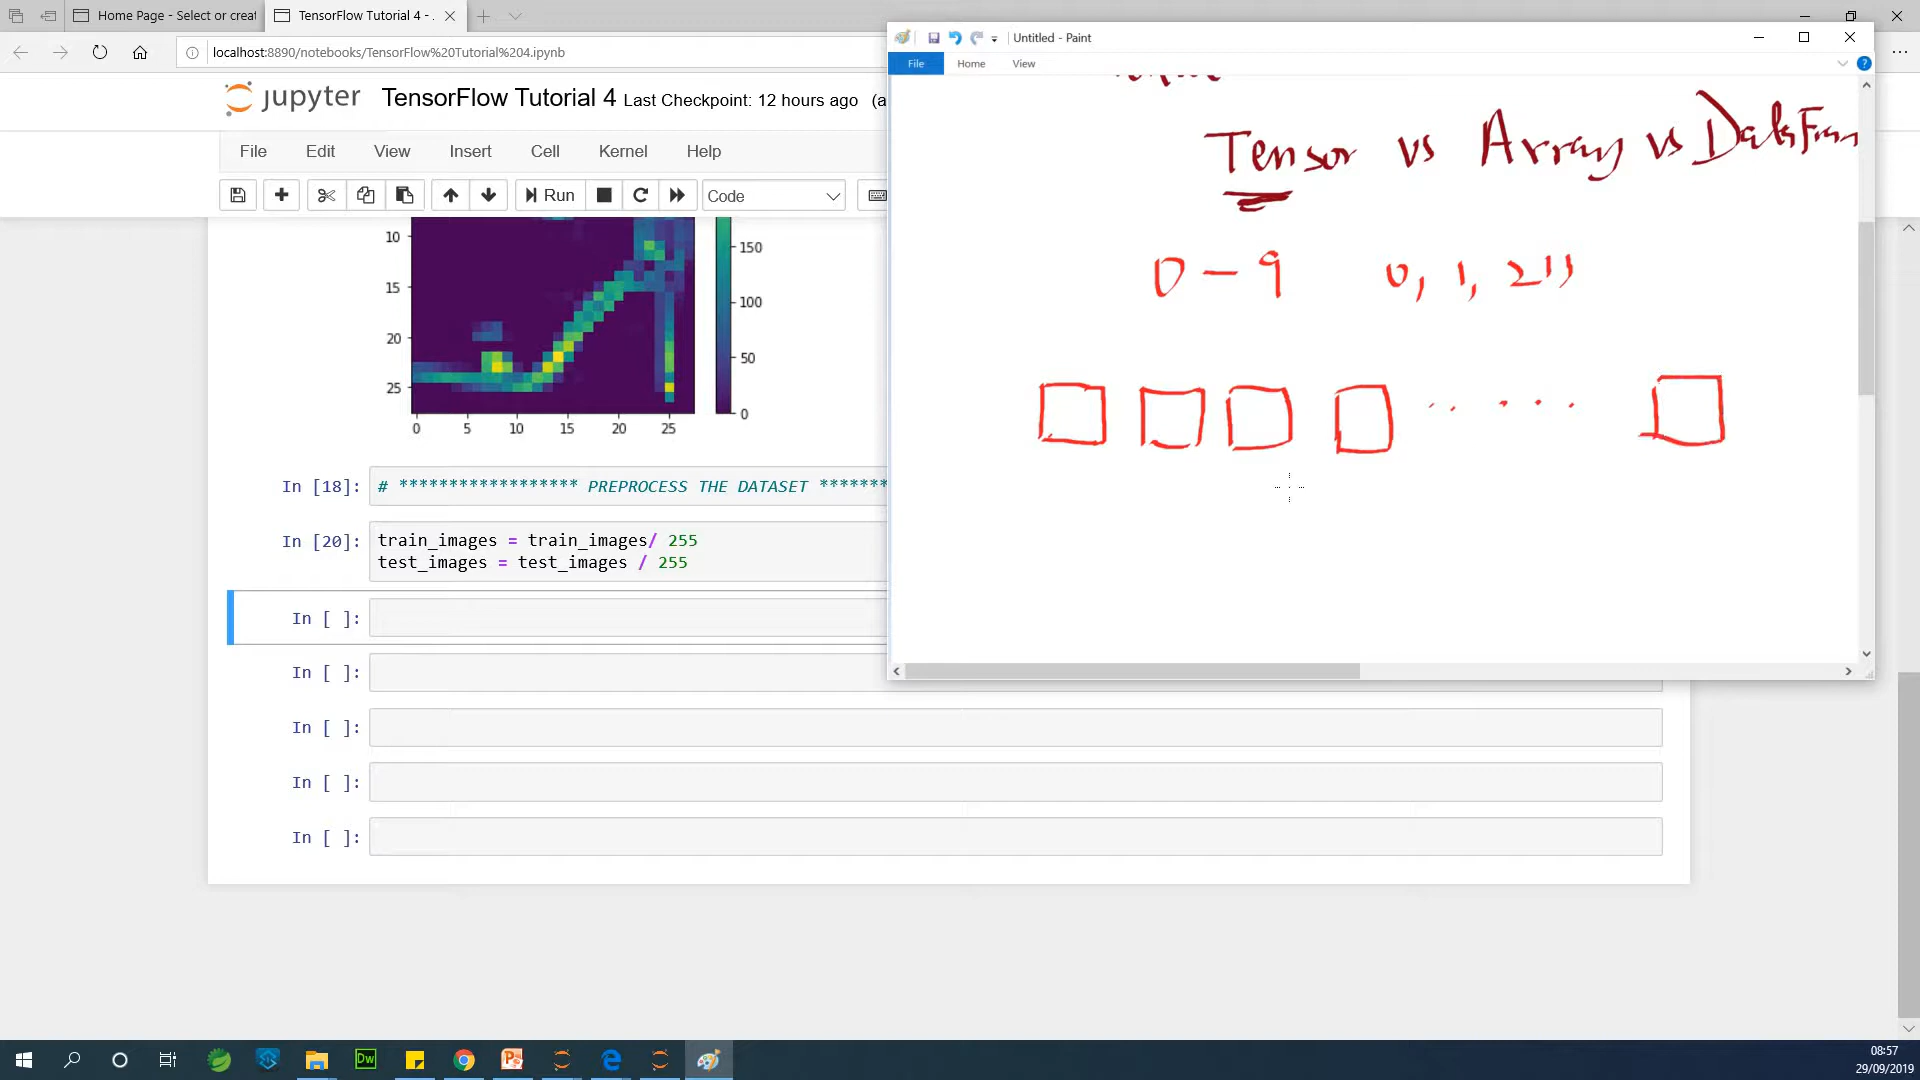 Home Page - Select or creat
TensorFlow Tutorial 4 - .
localhost:8890/notebooks/TensorFlow%20Tutorial%204.ipynb
jupyter TensorFlow Tutorial 4 Last Checkpoint: 12 hours ago (a
File Edit View Insert Cell Kernel Help
Run Code
10
15
20
25
0 5 10 15 20 25
150
100
50
0
In [18]: # ****************** PREPROCESS THE DATASET *******
In [20]: train_images = train_images/ 255
test_images = test_images / 255
In [ ]:
In [ ]:
In [ ]:
In [ ]:
In [ ]:
Untitled - Paint
File Home View
Tensor vs Array vs DataFram
0 - 9 0, 1, 2,,
Dw
08:57
29/09/2019